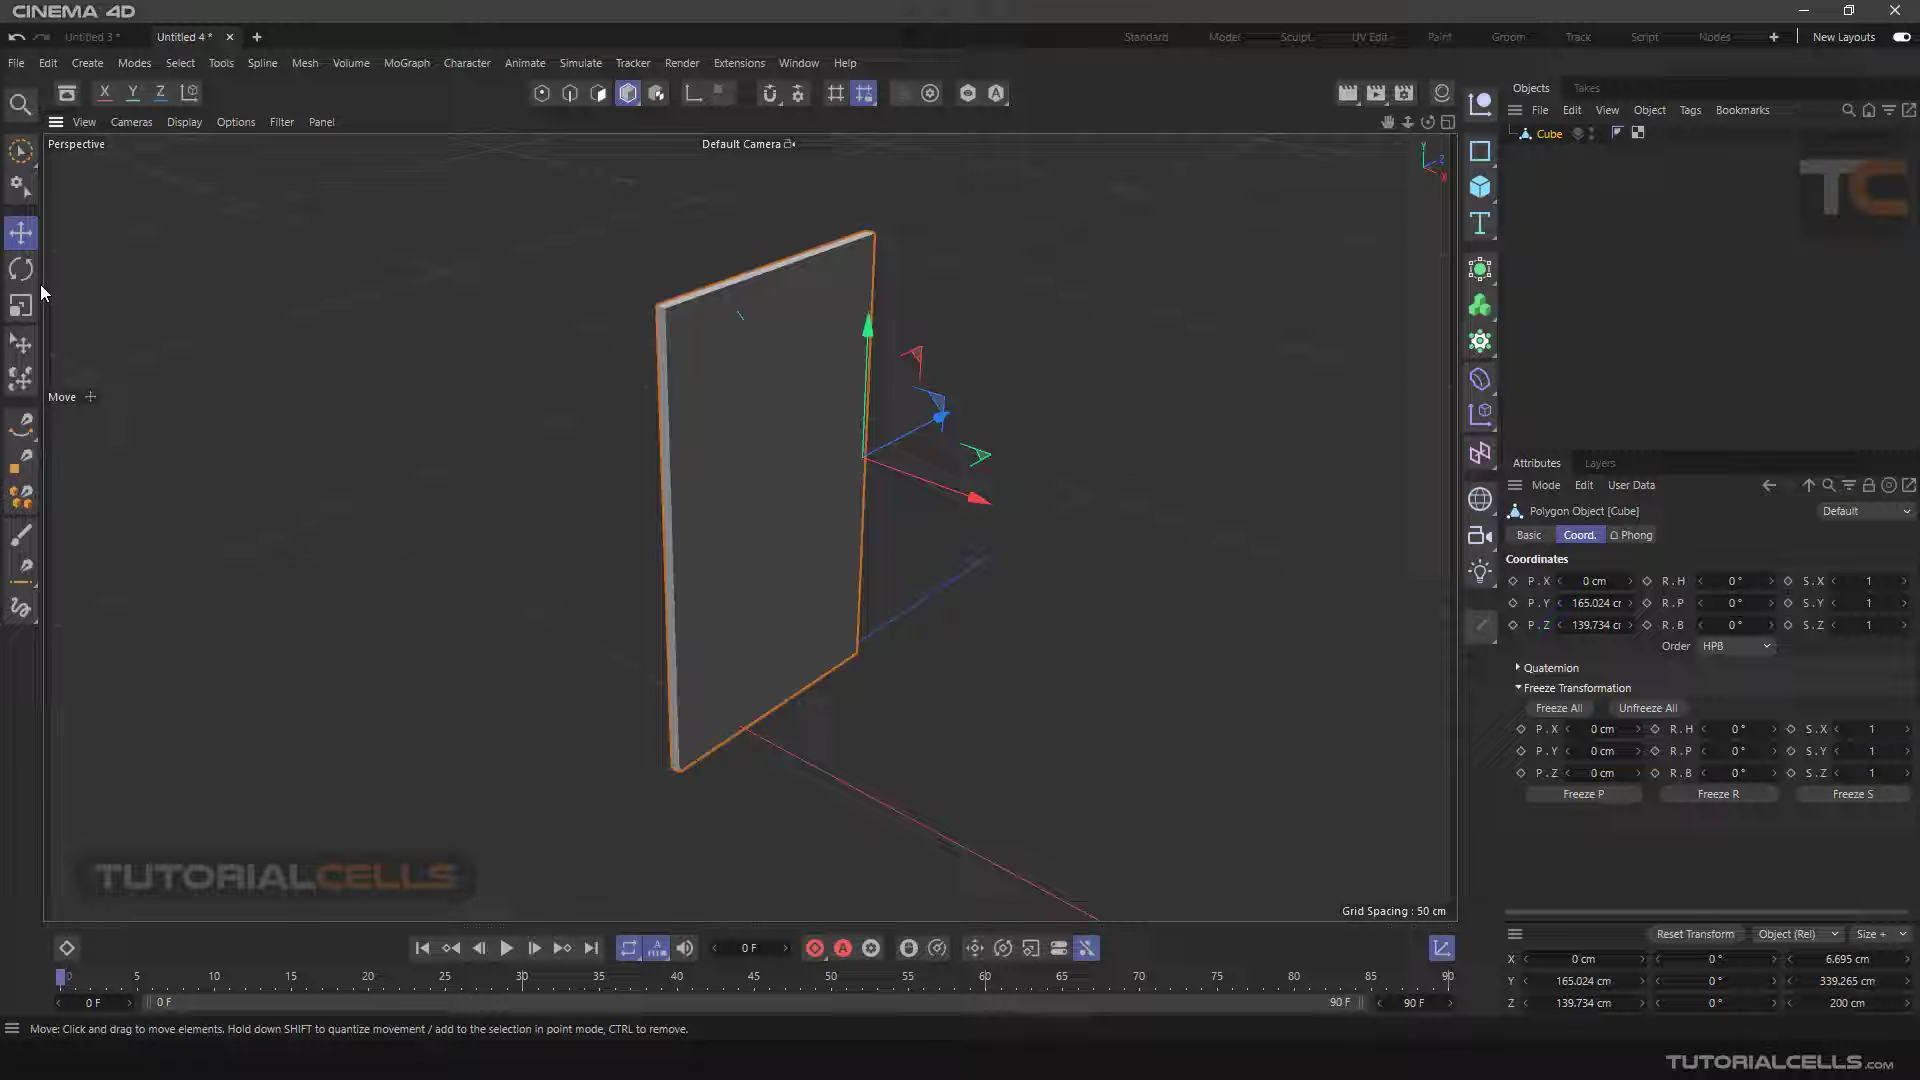 CINEMA 4D
Untitled 3 *
Untitled 4 *
Standard
Model
Sculpt
UV Edit
Paint
Groom
Track
Script
Nodes
New Layouts
File Edit Create Modes Select Tools Spline Mesh Volume MoGraph Character Animate Simulate Tracker Render Extensions Window Help
X Y Z
View Cameras Display Options Filter Panel
Perspective
Default Camera
Y
Z
X
Move
TUTORIALCELLS
Grid Spacing : 50 cm
Objects Takes
File Edit View Object Tags Bookmarks
Cube
TC
Attributes Layers
Mode Edit User Data
Polygon Object [Cube]
Default
Basic Coord. Phong
Coordinates
P . X 0 cm R . H 0 ° S . X 1
P . Y 165.024 cr R . P 0 ° S . Y 1
P . Z 139.734 cr R . B 0 ° S . Z 1
Order HPB
Quaternion
Freeze Transformation
Freeze All Unfreeze All
P . X 0 cm R . H 0 ° S . X 1
P . Y 0 cm R . P 0 ° S . Y 1
P . Z 0 cm R . B 0 ° S . Z 1
Freeze P Freeze R Freeze S
Reset Transform Object (Rel) Size +
X 0 cm 0 ° 6.695 cm
Y 165.024 cm 0 ° 339.265 cm
Z 139.734 cm 0 ° 200 cm
0 F
0 5 10 15 20 25 30 35 40 45 50 55 60 65 70 75 80 85 90
0 F 0 F 90 F 90 F
Move: Click and drag to move elements. Hold down SHIFT to quantize movement / add to the selection in point mode, CTRL to remove.
TUTORIALCELLS.COM